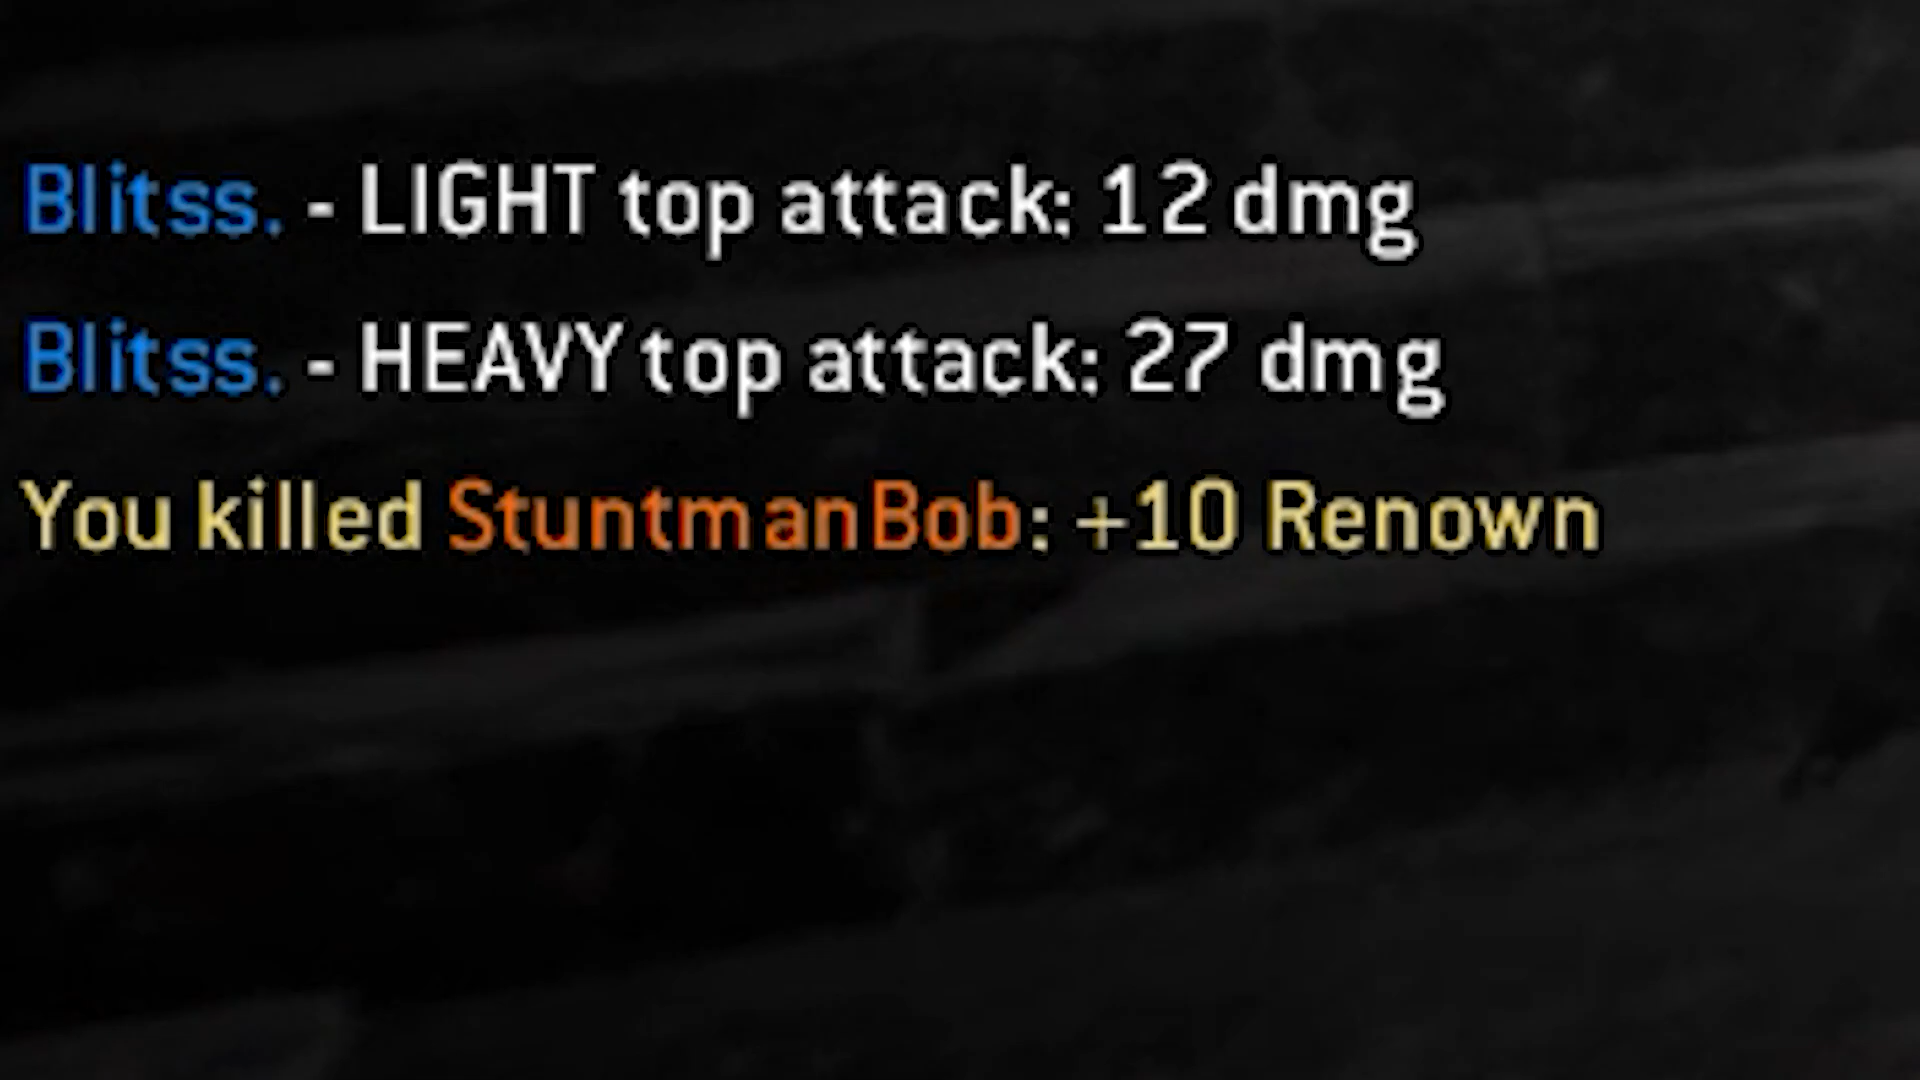 Blitss. - LIGHT top attack: 12 dmg
Blitss. - HEAVY top attack: 27 dmg
You killed StuntmanBob: +10 Renown